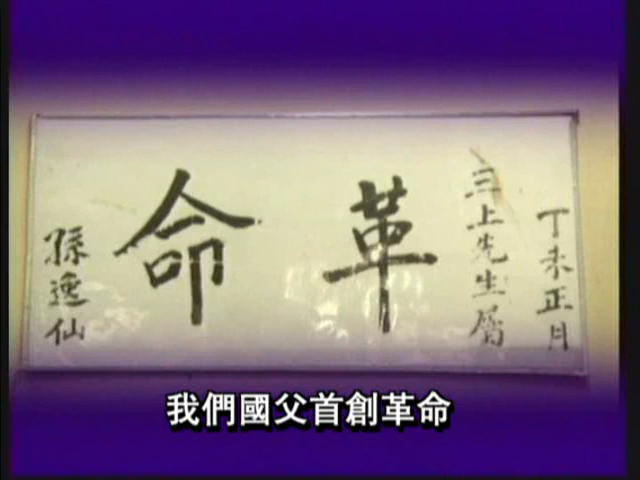 丁未正月
三上先生屬
革命
孫逸仙
我們國父首創革命